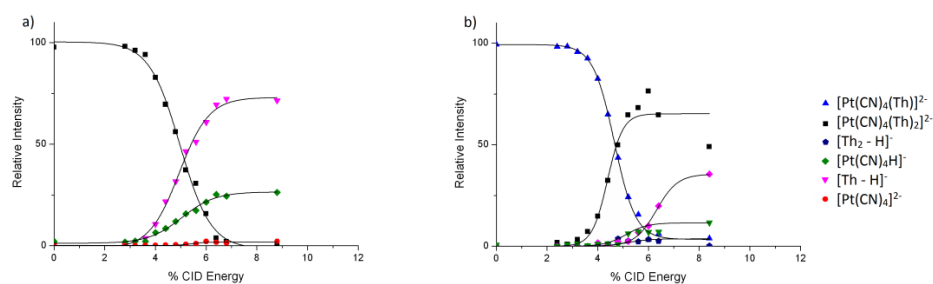 a)
b)
100
50
0
Relative Intensity
0 2 4 6 8 10 12
% CID Energy
100
50
0
Relative Intensity
0 2 4 6 8 10 12
% CID Energy
[Pt(CN)₄(Th)]²⁻
[Pt(CN)₄(Th)₂]²⁻
[Th₂ - H]⁻
[Pt(CN)₄H]⁻
[Th - H]⁻
[Pt(CN)₄]²⁻